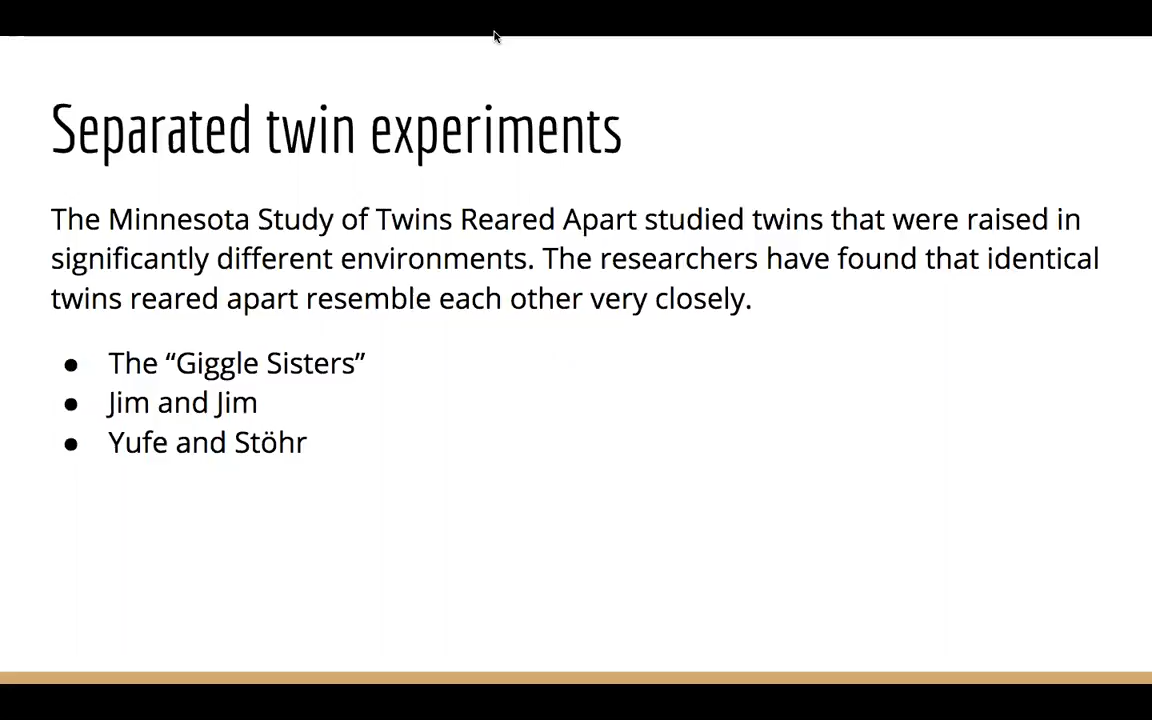 Separated twin experiments
The Minnesota Study of Twins Reared Apart studied twins that were raised in
significantly different environments. The researchers have found that identical
twins reared apart resemble each other very closely.
● The “Giggle Sisters”
● Jim and Jim
● Yufe and Stöhr